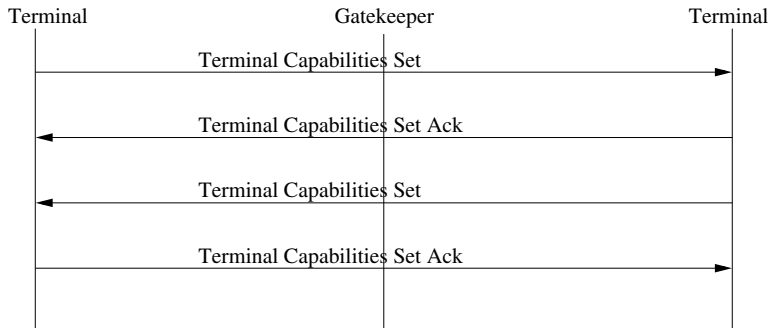 Terminal
Gatekeeper
Terminal
Terminal Capabilities Set
Terminal Capabilities Set Ack
Terminal Capabilities Set
Terminal Capabilities Set Ack